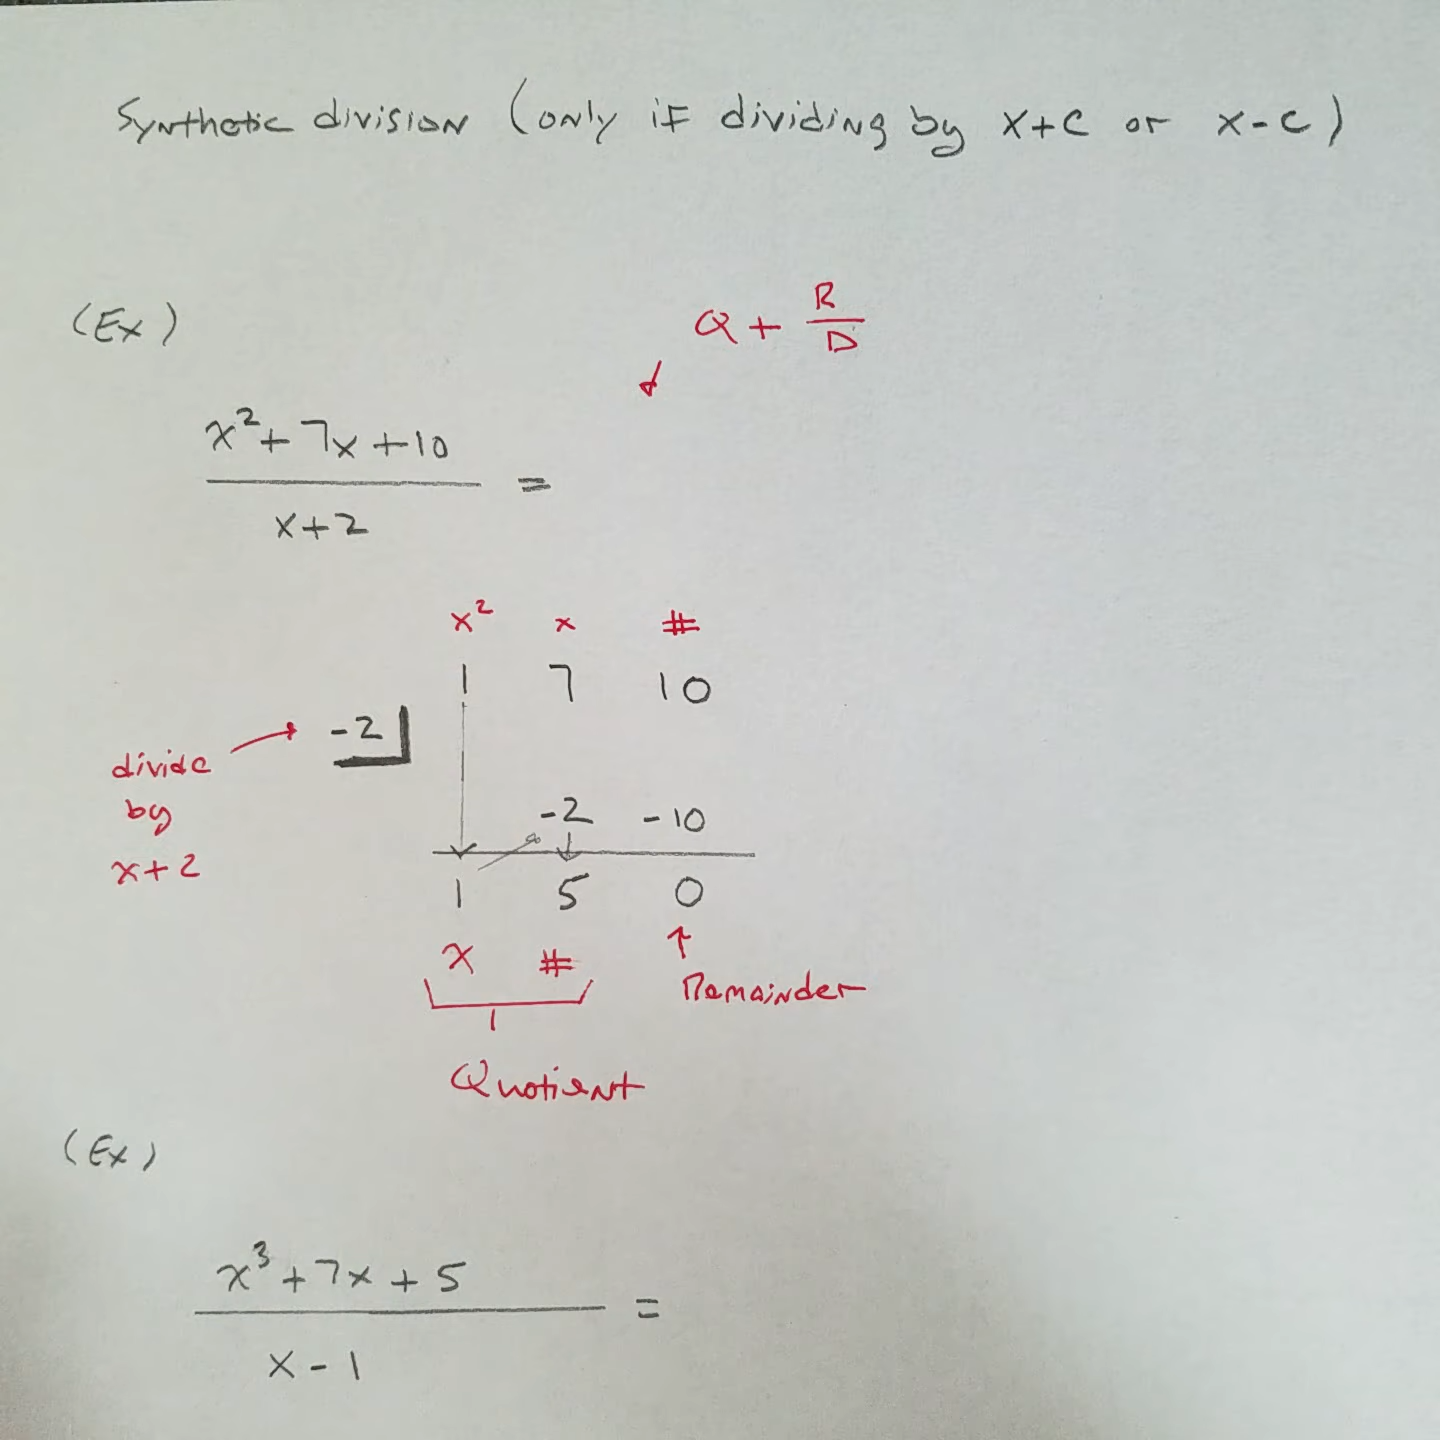 Synthetic division (only if dividing by x+c or x-c)
(Ex)
Q + R/D
x²+7x+10
x+2
=
x² x #
1 7 10
-2
divide
by
x+2
-2 -10
1 5 0
x #
Remainder
Quotient
(Ex)
x³+7x+5
=
x-1